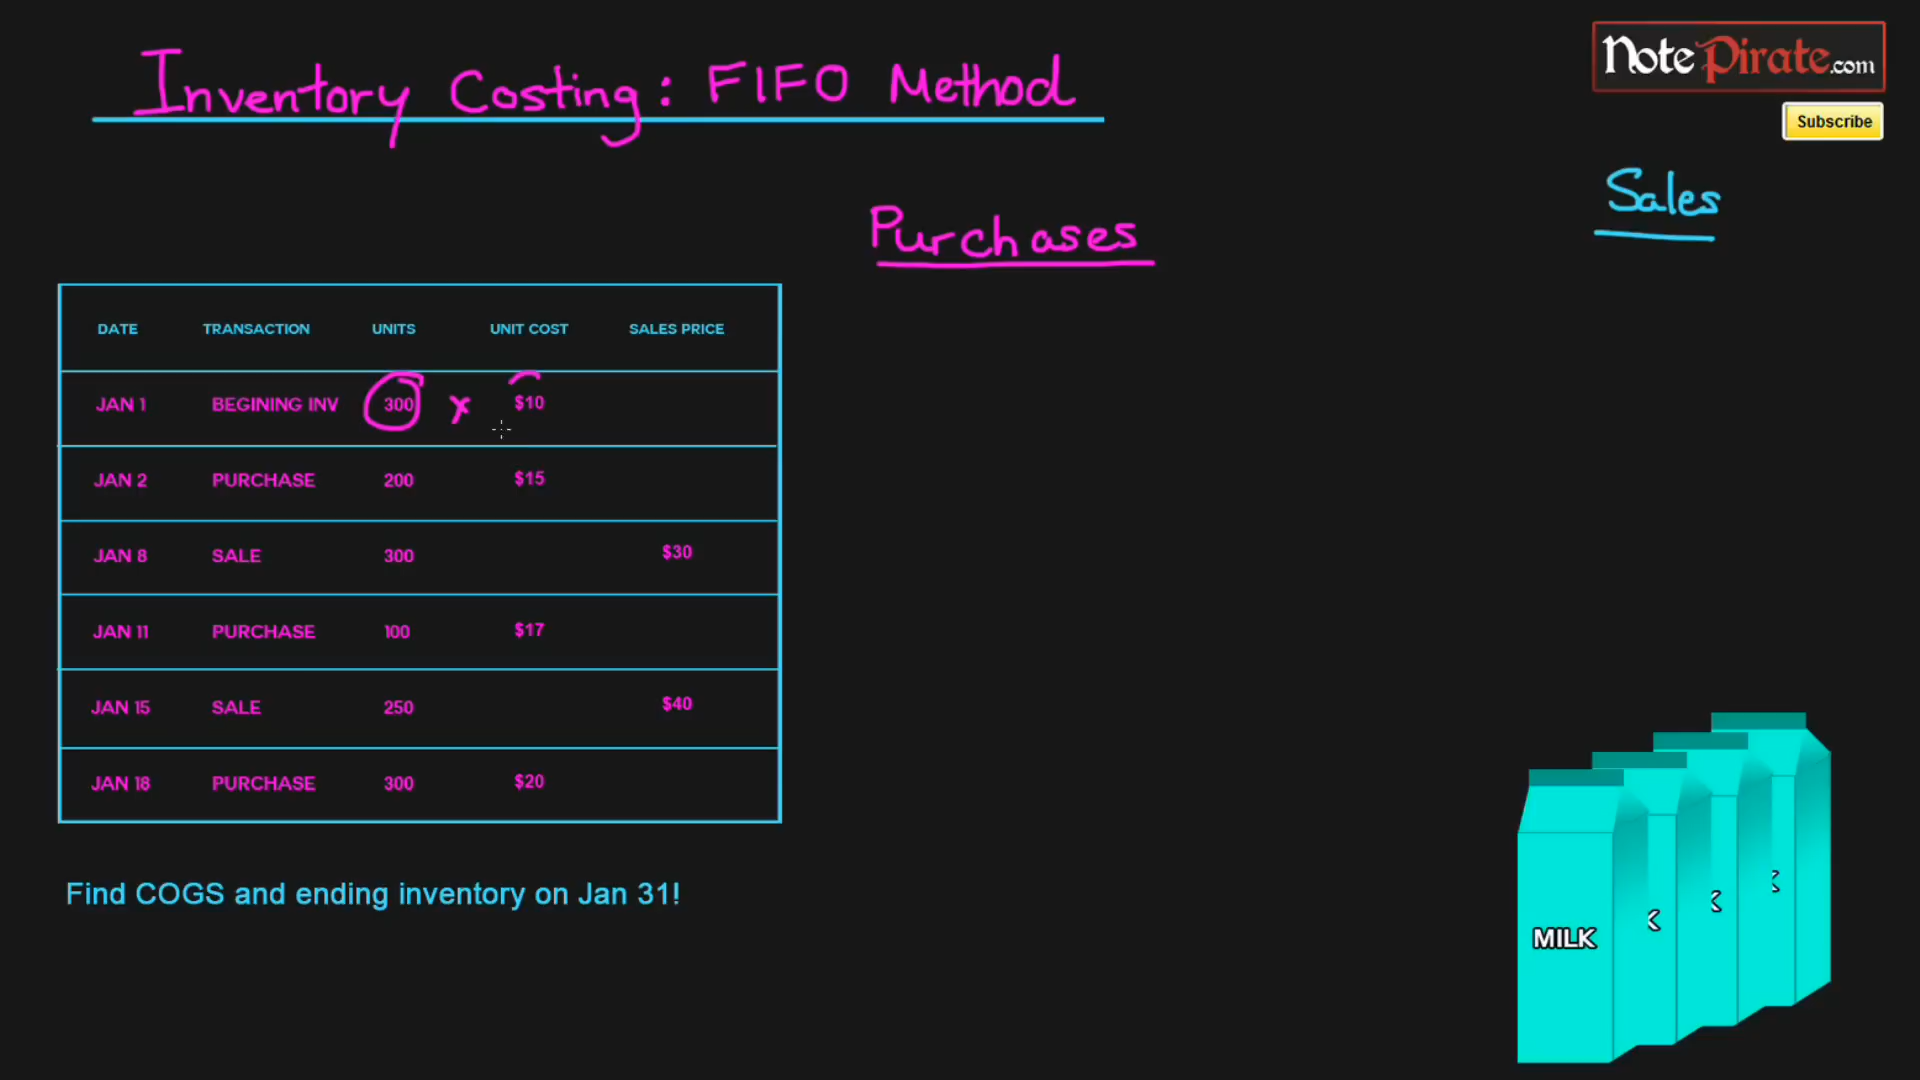 Inventory Costing: FIFO Method
NotePirate.com
Subscribe
Sales
Purchases
DATE TRANSACTION UNITS UNIT COST SALES PRICE
JAN 1 BEGINING INV 300 x $10
JAN 2 PURCHASE 200 $15
JAN 8 SALE 300 $30
JAN 11 PURCHASE 100 $17
JAN 15 SALE 250 $40
JAN 18 PURCHASE 300 $20
Find COGS and ending inventory on Jan 31!
MILK K K K